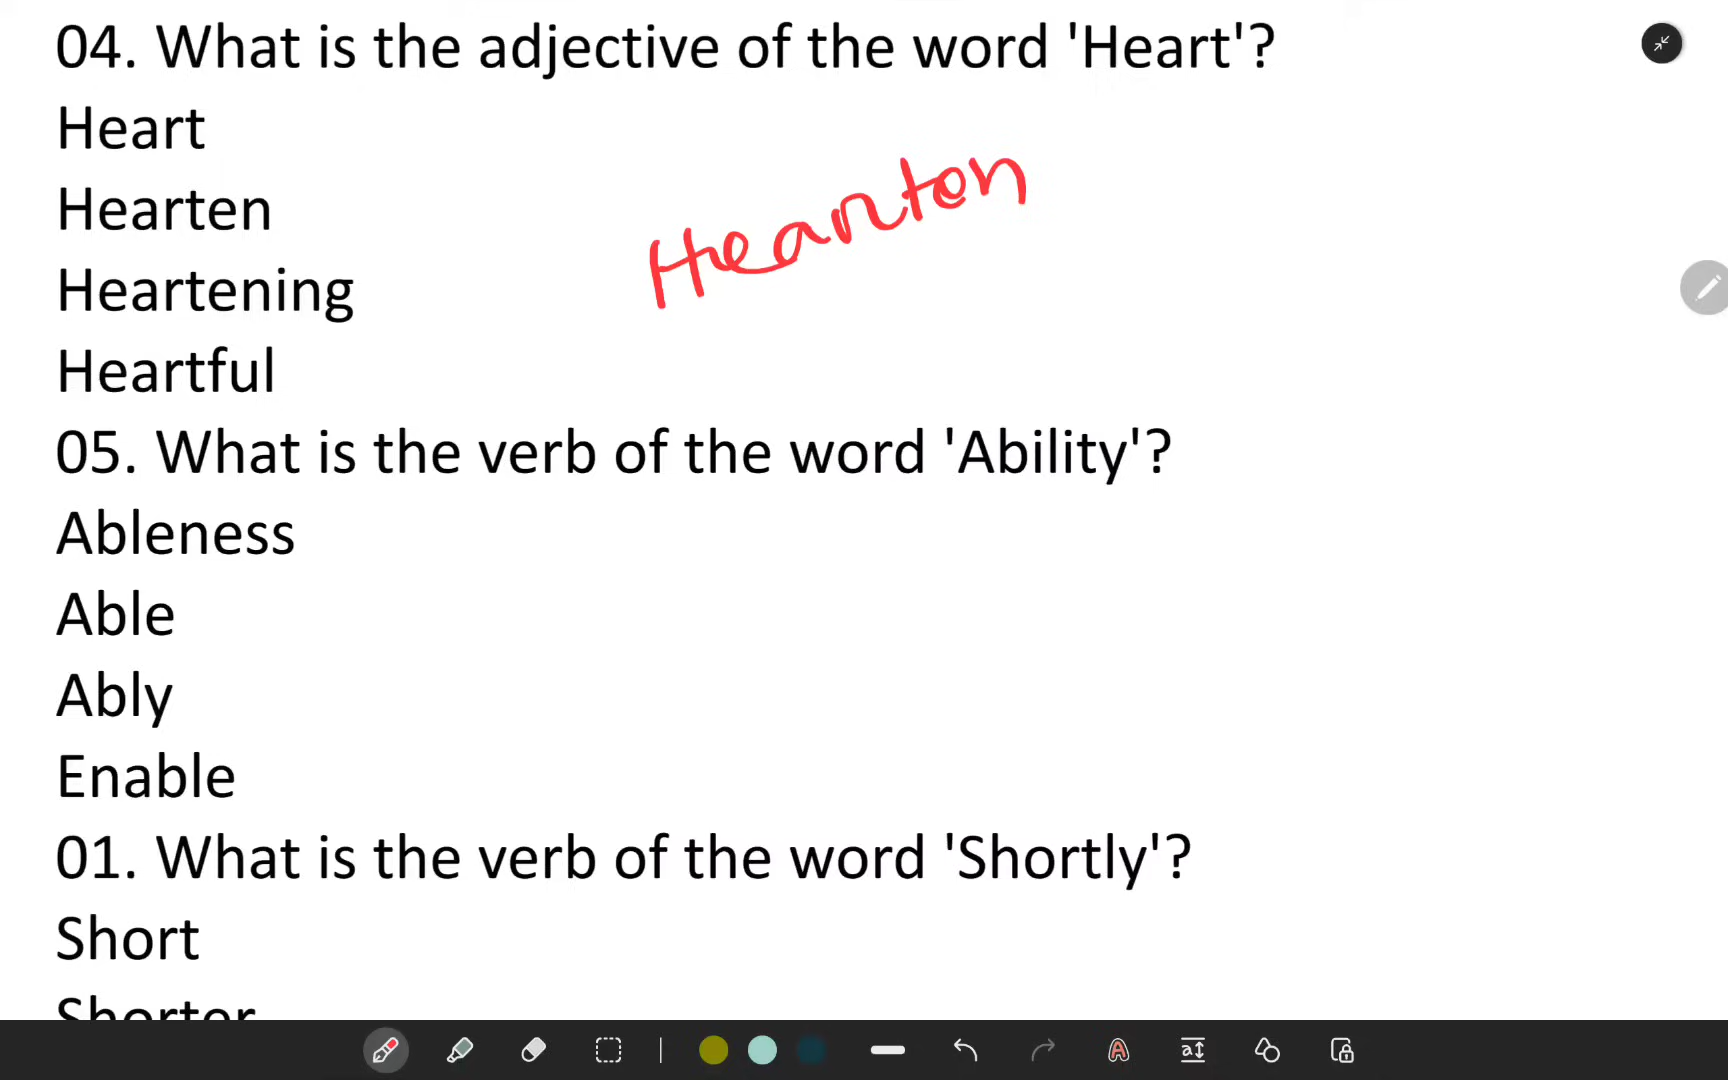 04. What is the adjective of the word 'Heart'?
Heart
Hearten
Hearten
Heartening
Heartful
05. What is the verb of the word 'Ability'?
Ableness
Able
Ably
Enable
01. What is the verb of the word 'Shortly'?
Short
Shorter